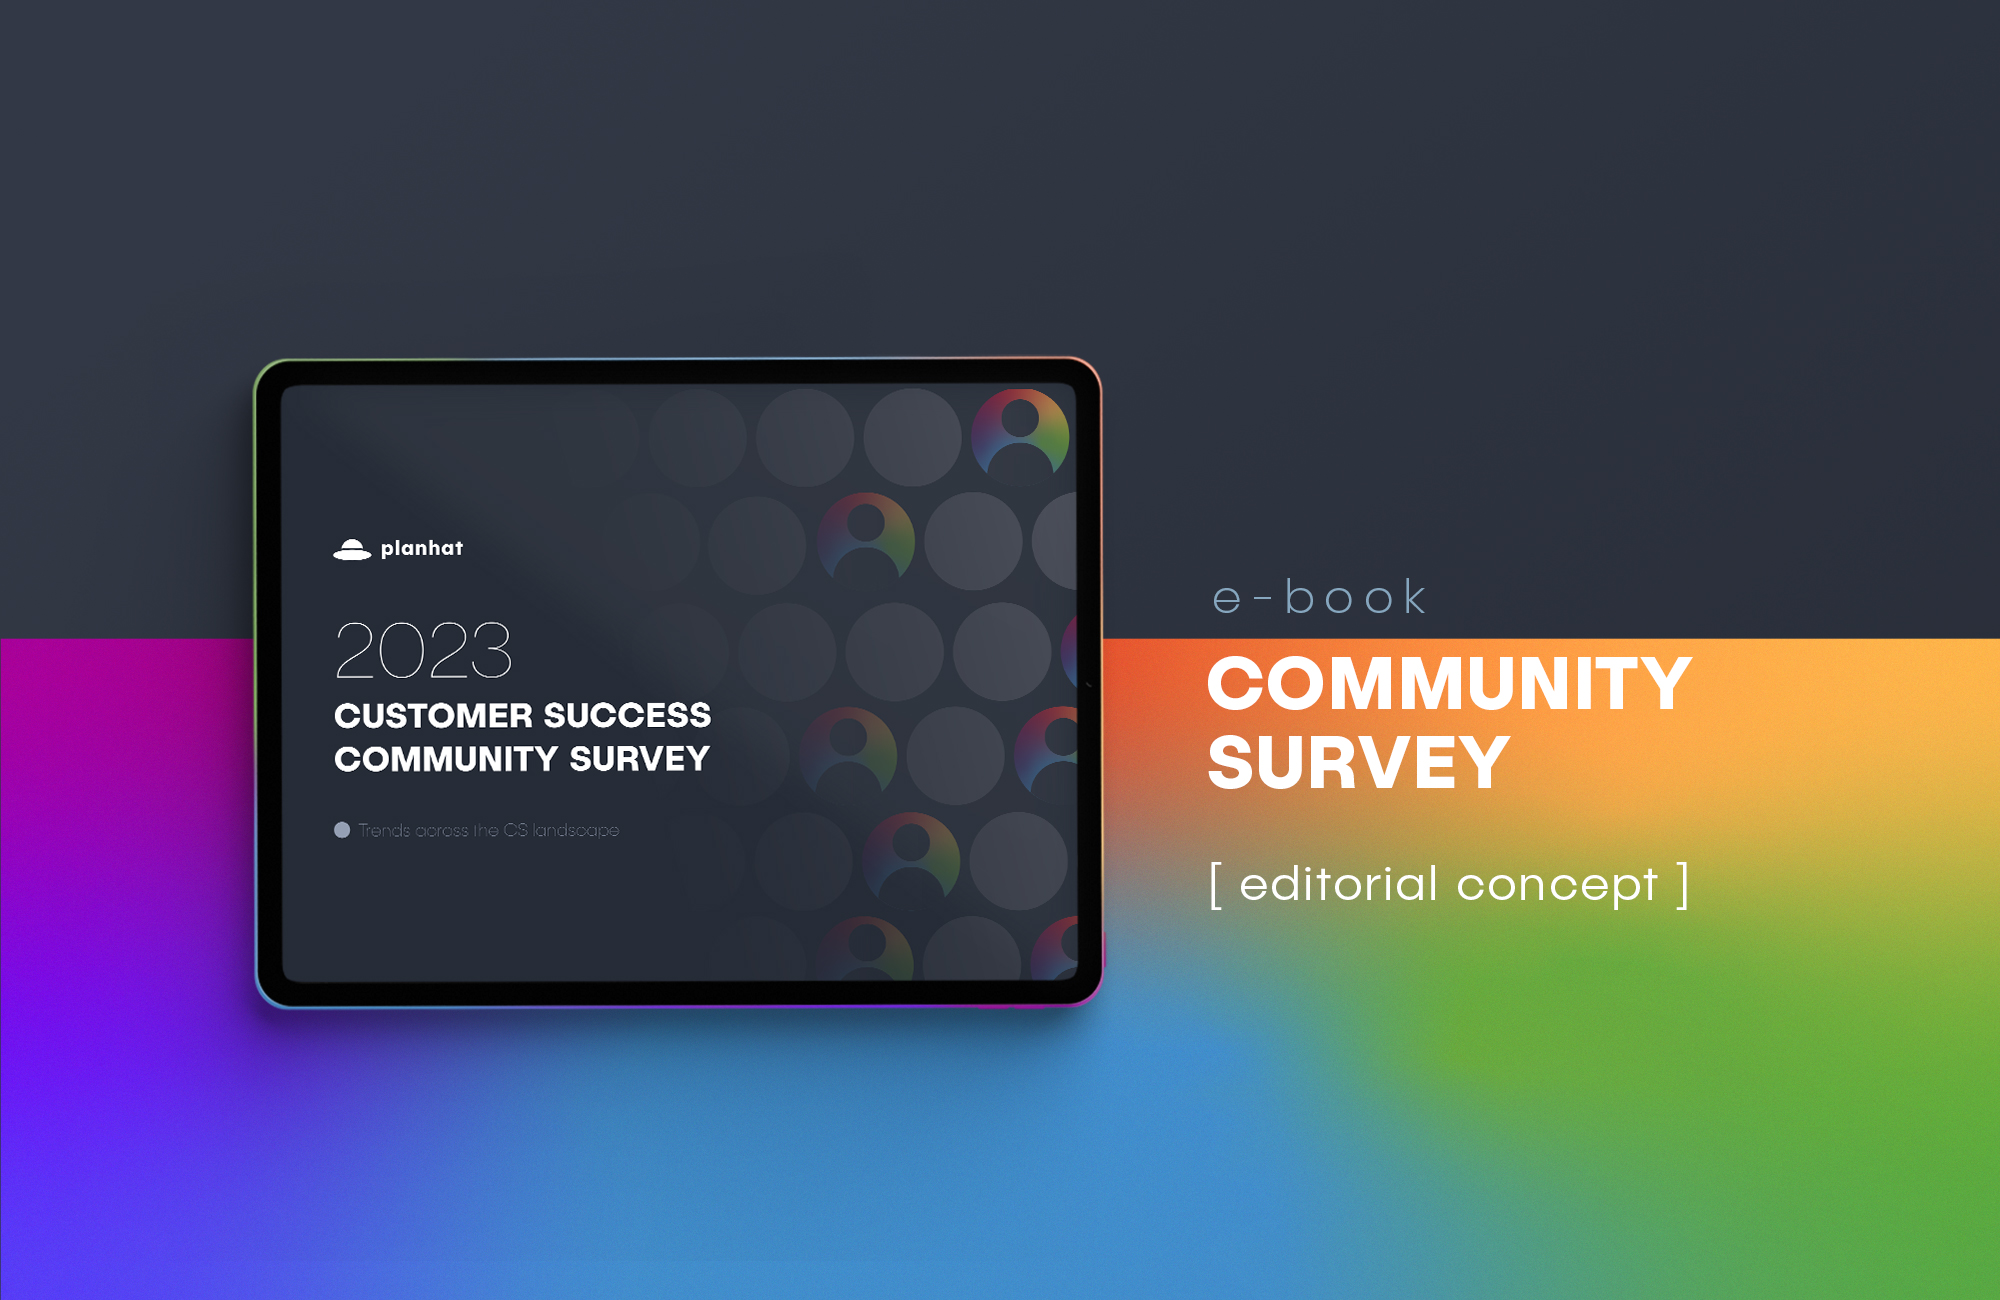 planhat
2023
CUSTOMER SUCCESS
COMMUNITY SURVEY
Trends across the CS landscape
e-book
COMMUNITY
SURVEY
[ editorial concept ]